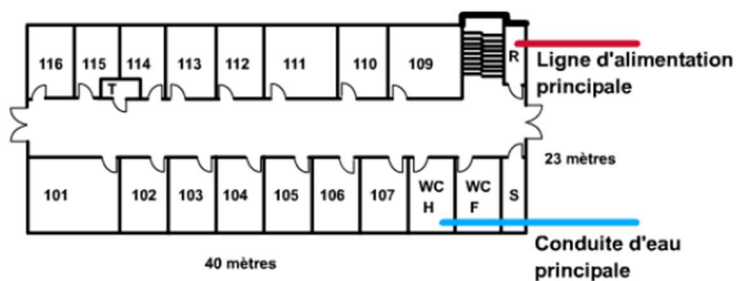 116 115 114 113 112 111 110 109 R
T
Ligne d'alimentation
principale
23 mètres
101 102 103 104 105 106 107 WC
H WC
F S
Conduite d'eau
principale
40 mètres